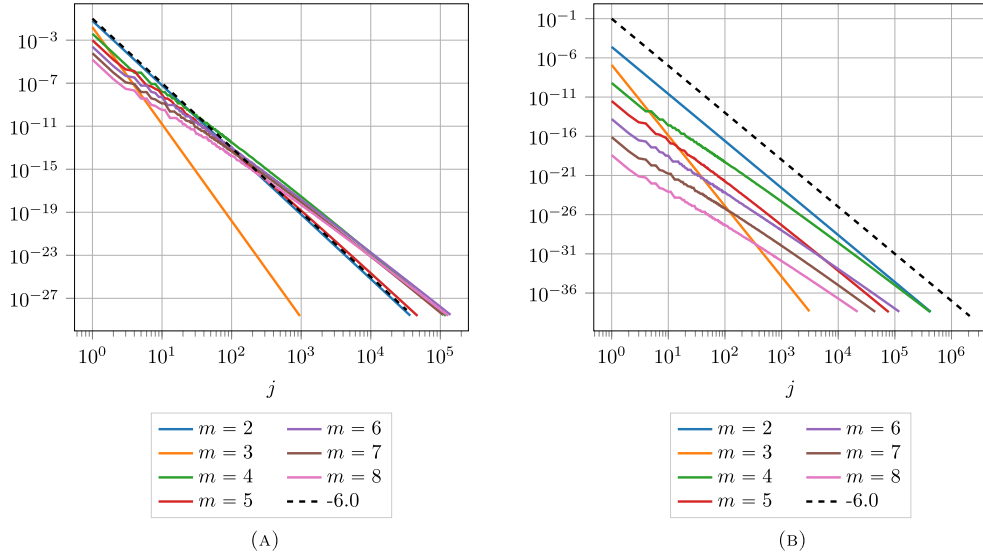 10^-3
10^-7
10^-11
10^-15
10^-19
10^-23
10^-27
10^0 10^1 10^2 10^3 10^4 10^5
j
m = 2 m = 6
m = 3 m = 7
m = 4 m = 8
m = 5 -6.0
(A)
10^-1
10^-6
10^-11
10^-16
10^-21
10^-26
10^-31
10^-36
10^0 10^1 10^2 10^3 10^4 10^5 10^6
j
m = 2 m = 6
m = 3 m = 7
m = 4 m = 8
m = 5 -6.0
(B)